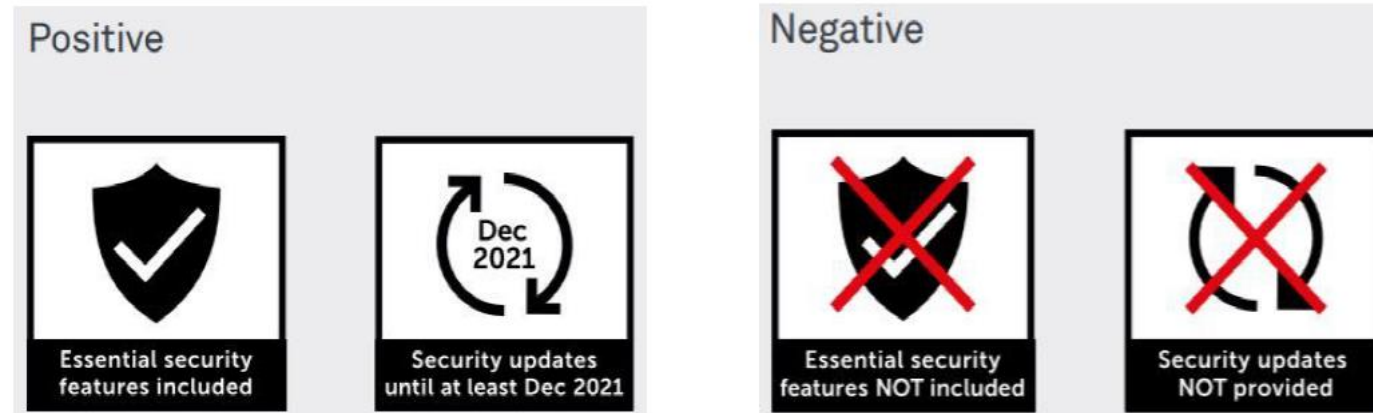 Positive
Dec
2021
Essential security
features included
Security updates
until at least Dec 2021
Negative
Essential security
features NOT included
Security updates
NOT provided